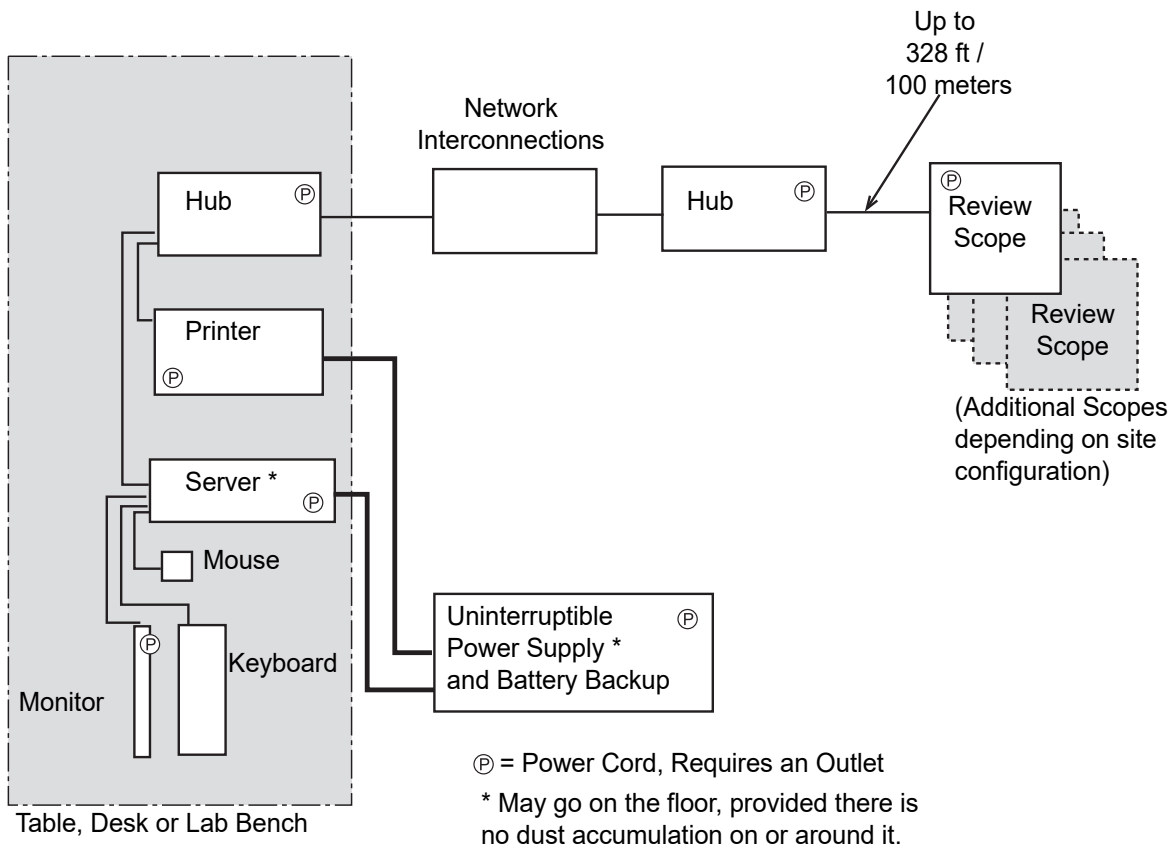 Up to
328 ft /
100 meters
Network
Interconnections
Hub Ⓟ
Hub Ⓟ
Ⓟ
Review
Scope
Printer
Ⓟ
Review
Scope
(Additional Scopes
depending on site
configuration)
Server *
Ⓟ
Mouse
Uninterruptible Ⓟ
Power Supply *
and Battery Backup
Ⓟ
Keyboard
Monitor
Ⓟ = Power Cord, Requires an Outlet
* May go on the floor, provided there is
no dust accumulation on or around it.
Table, Desk or Lab Bench